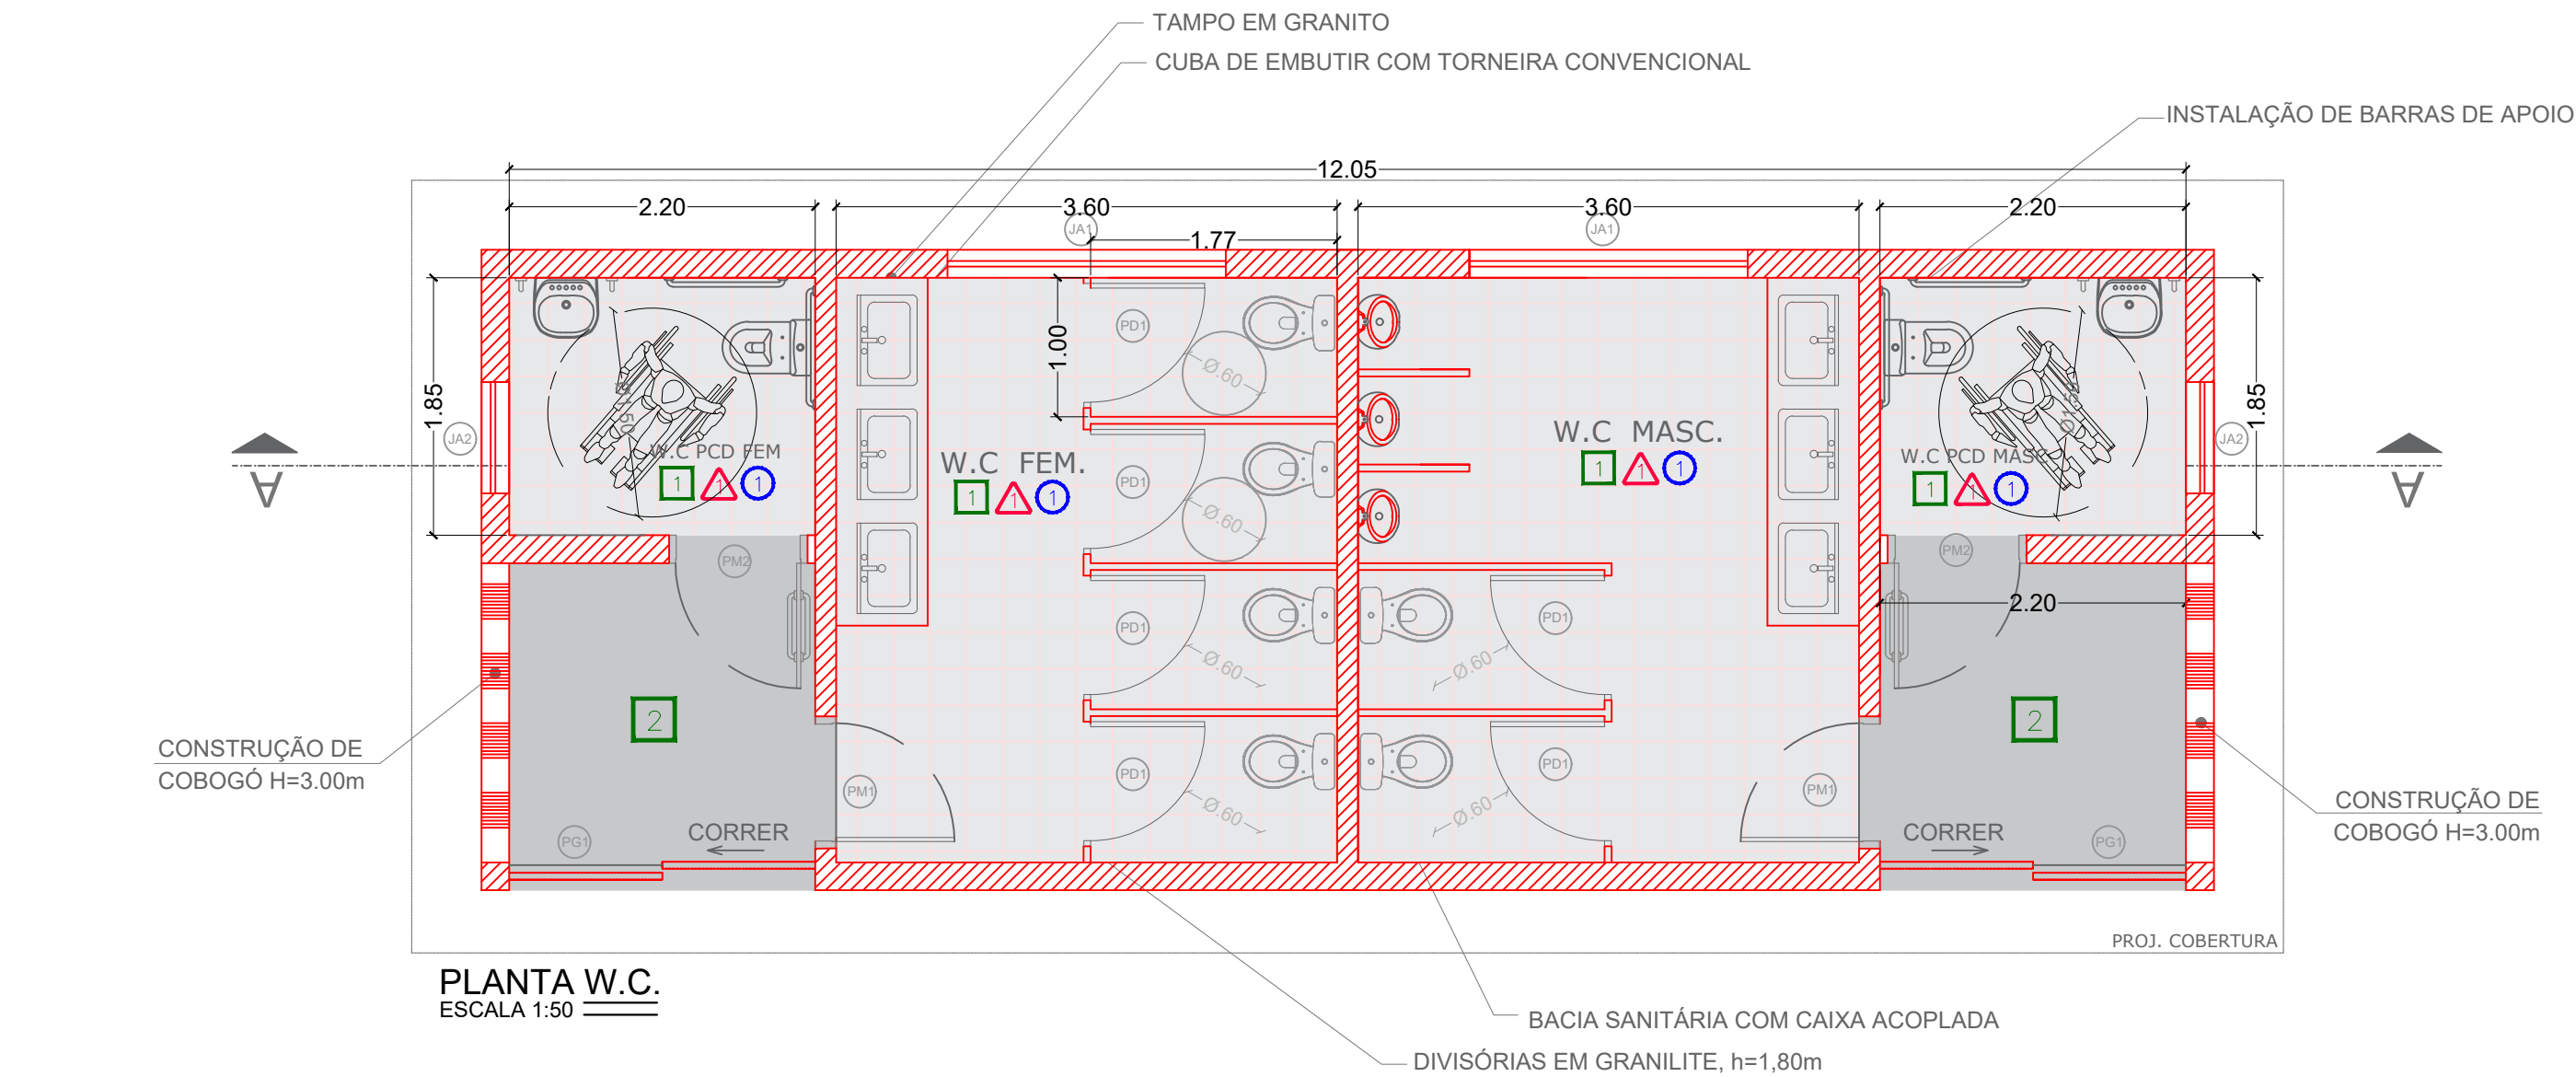 TAMPO EM GRANITO
CUBA DE EMBUTIR COM TORNEIRA CONVENCIONAL
INSTALAÇÃO DE BARRAS DE APOIO
12.05
2.20
3.60
3.60
2.20
JA1
JA1
1.77
1.00
1.85
1.85
JA2
JA2
PD1
PD1
PD1
PD1
PD1
PD1
Ø.60
Ø.60
Ø.60
Ø.60
Ø.60
Ø.60
Ø1.50
Ø1.50
W.C PCD FEM
1 1 1
W.C FEM.
1 1 1
W.C MASC.
1 1 1
W.C PCD MASC
1 1 1
A
A
PM2
PM2
2.20
2
2
PM1
PM1
CONSTRUÇÃO DE
COBOGÓ H=3.00m
CONSTRUÇÃO DE
COBOGÓ H=3.00m
PG1
CORRER
CORRER
PG1
PROJ. COBERTURA
PLANTA W.C.
ESCALA 1:50
BACIA SANITÁRIA COM CAIXA ACOPLADA
DIVISÓRIAS EM GRANILITE, h=1,80m